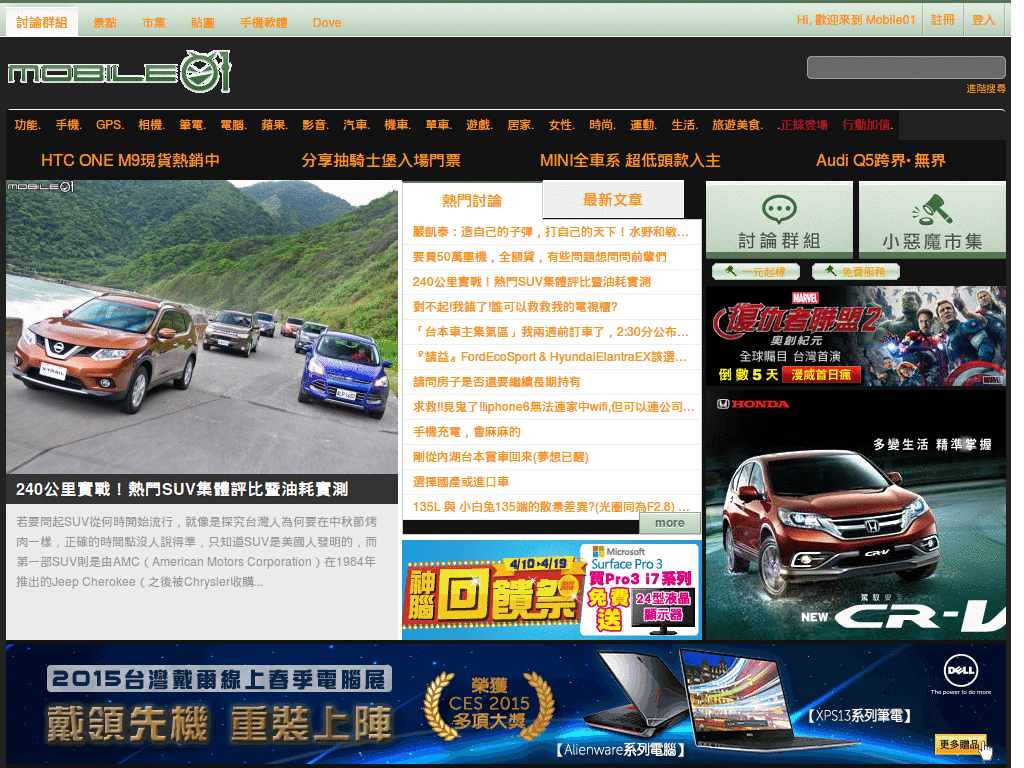 討論群組 景點 市集 貼圖 手機軟體 Dove Hi, 歡迎來到 Mobile01 註冊 登入
MOBILE01
進階搜尋
功能. 手機. GPS. 相機. 筆電. 電腦. 蘋果. 影音. 汽車. 機車. 單車. 遊戲. 居家. 女性. 時尚. 運動. 生活. 旅遊美食. .正妹登場 行動加值.
HTC ONE M9現貨熱銷中 分享抽騎士堡入場門票 MINI全車系 超低頭款入主 Audi Q5跨界‧無界
MOBILE01
240公里實戰！熱門SUV集體評比暨油耗實測
若要問起SUV從何時開始流行，就像是探究台灣人為何要在中秋節烤
肉一樣，正確的時間點沒人說得準，只知道SUV是美國人發明的，而
第一部SUV則是由AMC（American Motors Corporation）在1984年
推出的Jeep Cherokee（之後被Chrysler收購...
熱門討論 最新文章
嚴凱泰：造自己的子彈，打自己的天下！水野和敏...
要買50萬重機，全額貸，有些問題想問問前輩們
240公里實戰！熱門SUV集體評比暨油耗實測
對不起!我錯了!誰可以救救我的電視櫃?
「台本車主集氣區」我兩週前訂車了，2:30分公布...
『請益』FordEcoSport & HyundaiElantraEX該選...
請問房子是否還要繼續長期持有
求救!!見鬼了!!iphone6無法連家中wifi,但可以連公司...
手機充電，會麻麻的
剛從內湖台本賞車回來(夢想已醒)
選擇國產或進口車
135L 與 小白兔135端的散景差異?(光圈同為F2.8) ...
more
4/10-4/19
神腦 回饋祭
Microsoft
Surface Pro 3
買Pro3 i7系列
免費送
24型液晶
顯示器
討論群組 小惡魔市集
一元起標 免費服務
MARVEL
復仇者聯盟2
奧創紀元
全球矚目 台灣首演
倒數5天 漫威首日瘋
MARVEL
HONDA
多變生活 精準掌握
CR-V
駕馭安
NEW CR-V
2015台灣戴爾線上春季電腦展
戴領先機 重裝上陣
榮獲
CES 2015
多項大獎
【Alienware系列電腦】
【XPS13系列筆電】
DELL
The power to do more
更多贈品